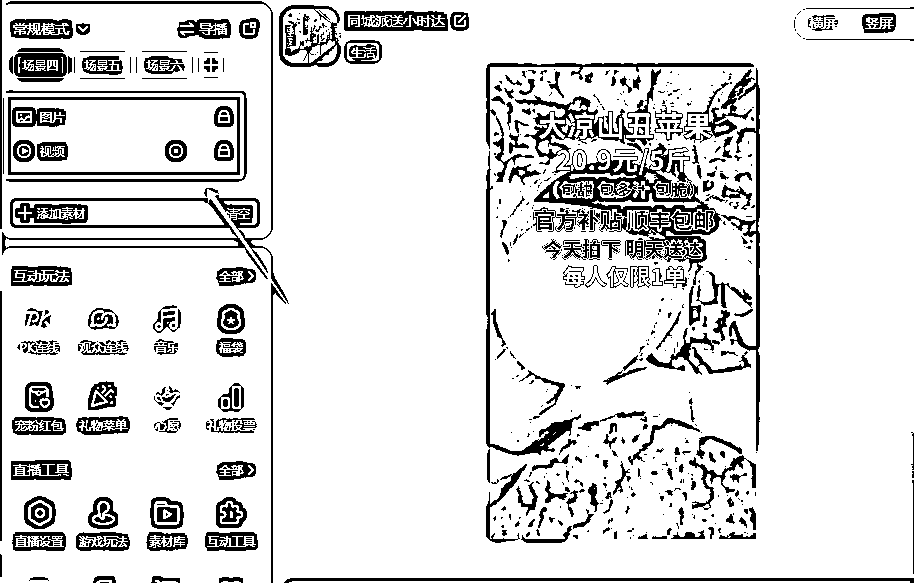 常规模式
导播
同城派送小时达
生活
横屏
竖屏
场景四
场景五
场景六
图片
视频
添加素材
清空
大凉山丑苹果
20.9元/5斤
(包甜 包多汁 包脆)
官方补贴 顺丰包邮
今天拍下 明天送达
每人仅限1单
互动玩法
全部
PK连线
观众连线
音乐
福袋
宠粉红包
礼物菜单
心愿
礼物投票
直播工具
全部
直播设置
游戏玩法
素材库
互动工具